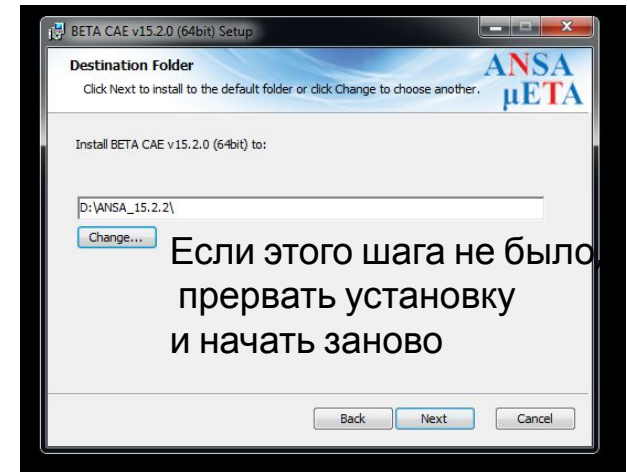 BETA CAE v15.2.0 (64bit) Setup
Destination Folder
Click Next to install to the default folder or click Change to choose another.
ANSA
µETA
Install BETA CAE v15.2.0 (64bit) to:
D:\ANSA_15.2.2\
Change...
Если этого шага не было,
прервать установку
и начать заново
Back Next Cancel